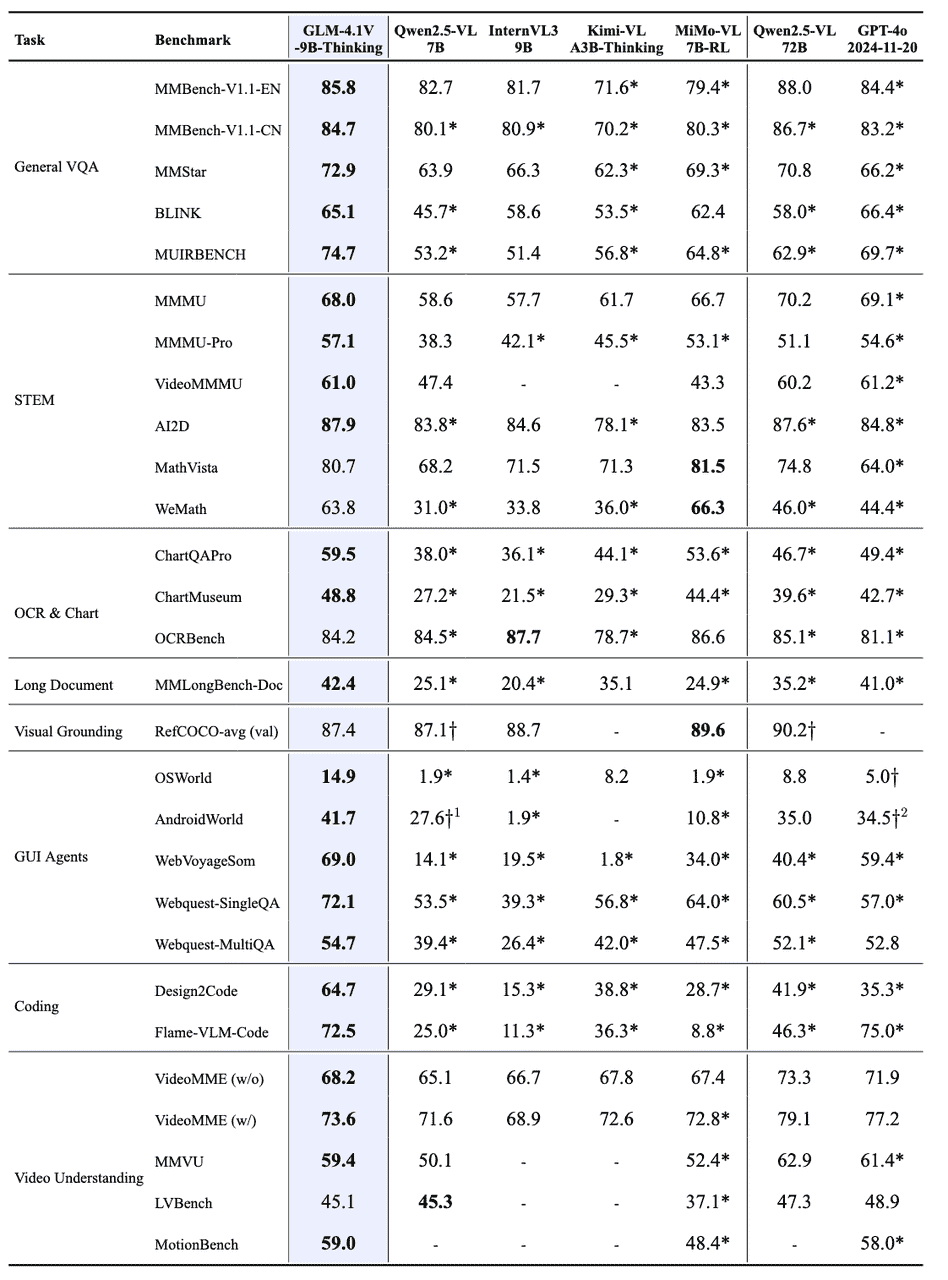 Task Benchmark GLM-4.1V -9B-Thinking Qwen2.5-VL 7B InternVL3 9B Kimi-VL A3B-Thinking MiMo-VL 7B-RL Qwen2.5-VL 72B GPT-4o 2024-11-20
General VQA
MMBench-V1.1-EN 85.8 82.7 81.7 71.6* 79.4* 88.0 84.4*
MMBench-V1.1-CN 84.7 80.1* 80.9* 70.2* 80.3* 86.7* 83.2*
MMStar 72.9 63.9 66.3 62.3* 69.3* 70.8 66.2*
BLINK 65.1 45.7* 58.6 53.5* 62.4 58.0* 66.4*
MUIRBENCH 74.7 53.2* 51.4 56.8* 64.8* 62.9* 69.7*
STEM
MMMU 68.0 58.6 57.7 61.7 66.7 70.2 69.1*
MMMU-Pro 57.1 38.3 42.1* 45.5* 53.1* 51.1 54.6*
VideoMMMU 61.0 47.4 - - 43.3 60.2 61.2*
AI2D 87.9 83.8* 84.6 78.1* 83.5 87.6* 84.8*
MathVista 80.7 68.2 71.5 71.3 81.5 74.8 64.0*
WeMath 63.8 31.0* 33.8 36.0* 66.3 46.0* 44.4*
OCR & Chart
ChartQAPro 59.5 38.0* 36.1* 44.1* 53.6* 46.7* 49.4*
ChartMuseum 48.8 27.2* 21.5* 29.3* 44.4* 39.6* 42.7*
OCRBench 84.2 84.5* 87.7 78.7* 86.6 85.1* 81.1*
Long Document MMLongBench-Doc 42.4 25.1* 20.4* 35.1 24.9* 35.2* 41.0*
Visual Grounding RefCOCO-avg (val) 87.4 87.1† 88.7 - 89.6 90.2† -
GUI Agents
OSWorld 14.9 1.9* 1.4* 8.2 1.9* 8.8 5.0†
AndroidWorld 41.7 27.6†¹ 1.9* - 10.8* 35.0 34.5†²
WebVoyageSom 69.0 14.1* 19.5* 1.8* 34.0* 40.4* 59.4*
Webquest-SingleQA 72.1 53.5* 39.3* 56.8* 64.0* 60.5* 57.0*
Webquest-MultiQA 54.7 39.4* 26.4* 42.0* 47.5* 52.1* 52.8
Coding
Design2Code 64.7 29.1* 15.3* 38.8* 28.7* 41.9* 35.3*
Flame-VLM-Code 72.5 25.0* 11.3* 36.3* 8.8* 46.3* 75.0*
Video Understanding
VideoMME (w/o) 68.2 65.1 66.7 67.8 67.4 73.3 71.9
VideoMME (w/) 73.6 71.6 68.9 72.6 72.8* 79.1 77.2
MMVU 59.4 50.1 - - 52.4* 62.9 61.4*
LVBench 45.1 45.3 - - 37.1* 47.3 48.9
MotionBench 59.0 - - - 48.4* - 58.0*